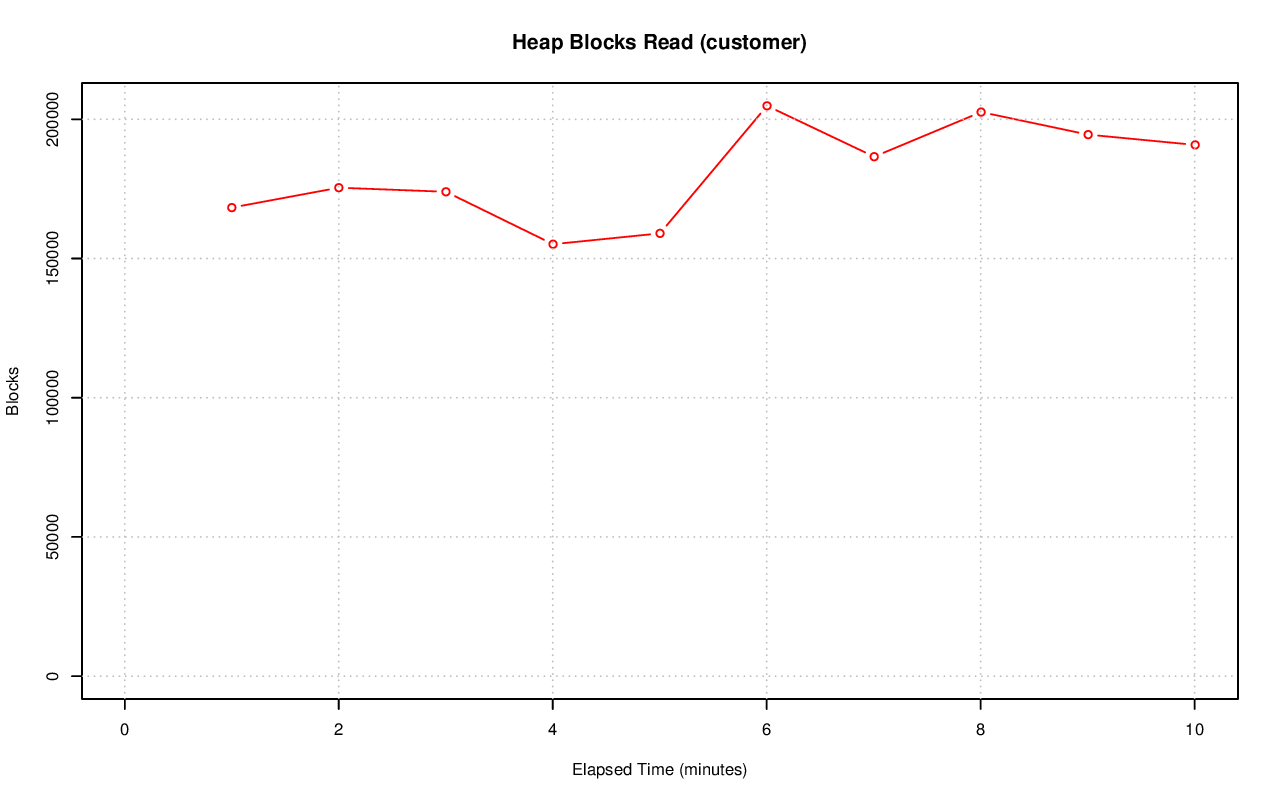 Heap Blocks Read (customer)
Blocks
200000
150000
100000
50000
0
0 2 4 6 8 10
Elapsed Time (minutes)